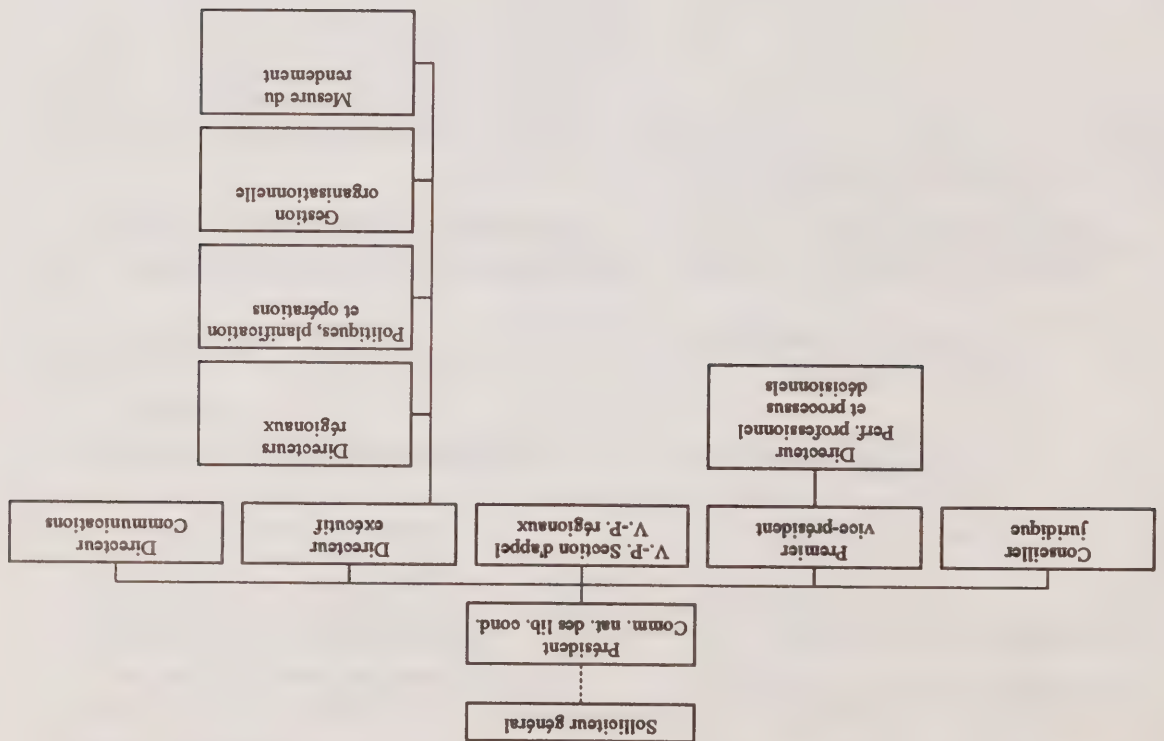 Solliciteur général
Président
Comm. nat. des lib. cond.
Conseiller
juridique
Premier
vice-président
V.-P. Section d'appel
V.-P. régionaux
Directeur
exécutif
Directeur
Communications
Directeur
Perf. professionnel
et processus
décisionnels
Directeurs
régionaux
Politiques, planification
et opérations
Gestion
organisationnelle
Mesure du
rendement